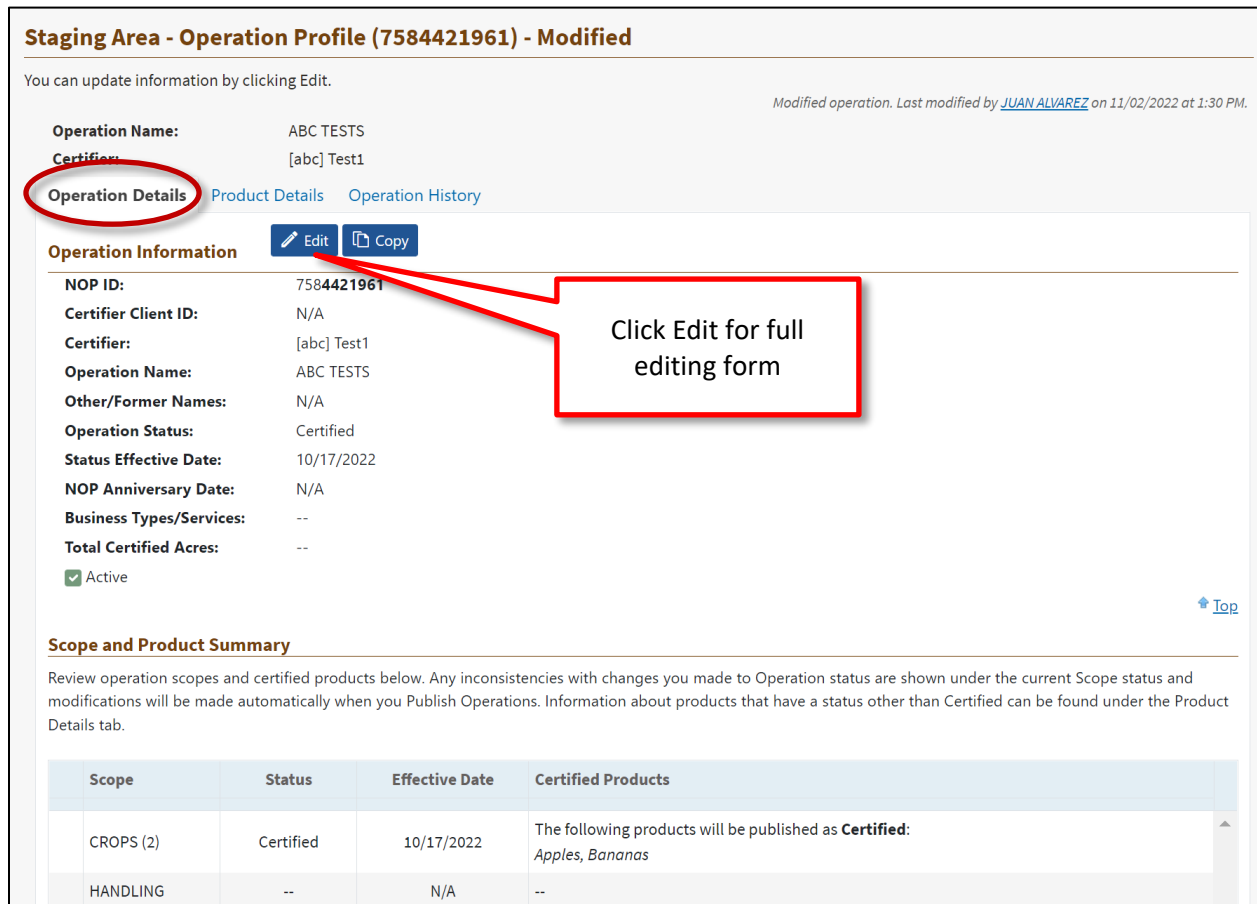 Staging Area - Operation Profile (7584421961) - Modified
You can update information by clicking Edit.
Modified operation. Last modified by JUAN ALVAREZ on 11/02/2022 at 1:30 PM.
Operation Name: ABC TESTS
Certifier: [abc] Test1
Operation Details Product Details Operation History
Operation Information Edit Copy
NOP ID: 7584421961
Certifier Client ID: N/A
Certifier: [abc] Test1
Operation Name: ABC TESTS
Other/Former Names: N/A
Operation Status: Certified
Status Effective Date: 10/17/2022
NOP Anniversary Date: N/A
Business Types/Services: --
Total Certified Acres: --
Active
Click Edit for full
editing form
Top
Scope and Product Summary
Review operation scopes and certified products below. Any inconsistencies with changes you made to Operation status are shown under the current Scope status and
modifications will be made automatically when you Publish Operations. Information about products that have a status other than Certified can be found under the Product
Details tab.
Scope Status Effective Date Certified Products
CROPS (2) Certified 10/17/2022 The following products will be published as Certified:
Apples, Bananas
HANDLING -- N/A --